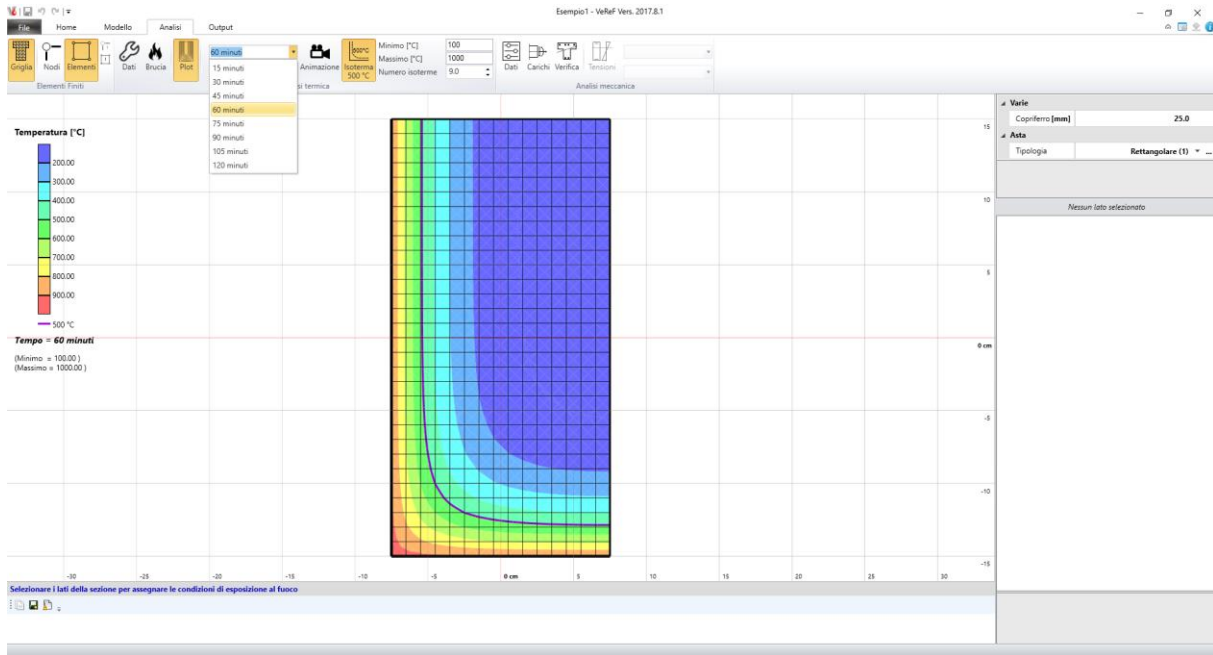 Esempio1 - VeReF Vers. 2017.8.1
File Home Modello Analisi Output
Griglia Nodi Elementi
Dati Brucia Plot
60 minuti
15 minuti
30 minuti
45 minuti
60 minuti
75 minuti
90 minuti
105 minuti
120 minuti
Animazione
Isoterma 500 °C
Minimo [°C] 100
Massimo [°C] 1000
Numero isoterme 9.0
Dati Carichi Verifica Tensioni
Elementi Finiti
si termica
Analisi meccanica
Temperatura [°C]
200.00
300.00
400.00
500.00
600.00
700.00
800.00
900.00
500 °C
Tempo = 60 minuti
(Minimo = 100.00 )
(Massimo = 1000.00 )
15
10
5
0 cm
-5
-10
-15
-30 -25 -20 -15 -10 -5 0 cm 5 10 15 20 25 30
Varie
Copriferro [mm] 25.0
Asta
Tipologia Rettangolare (1) ...
Nessun lato selezionato
Selezionare i lati della sezione per assegnare le condizioni di esposizione al fuoco